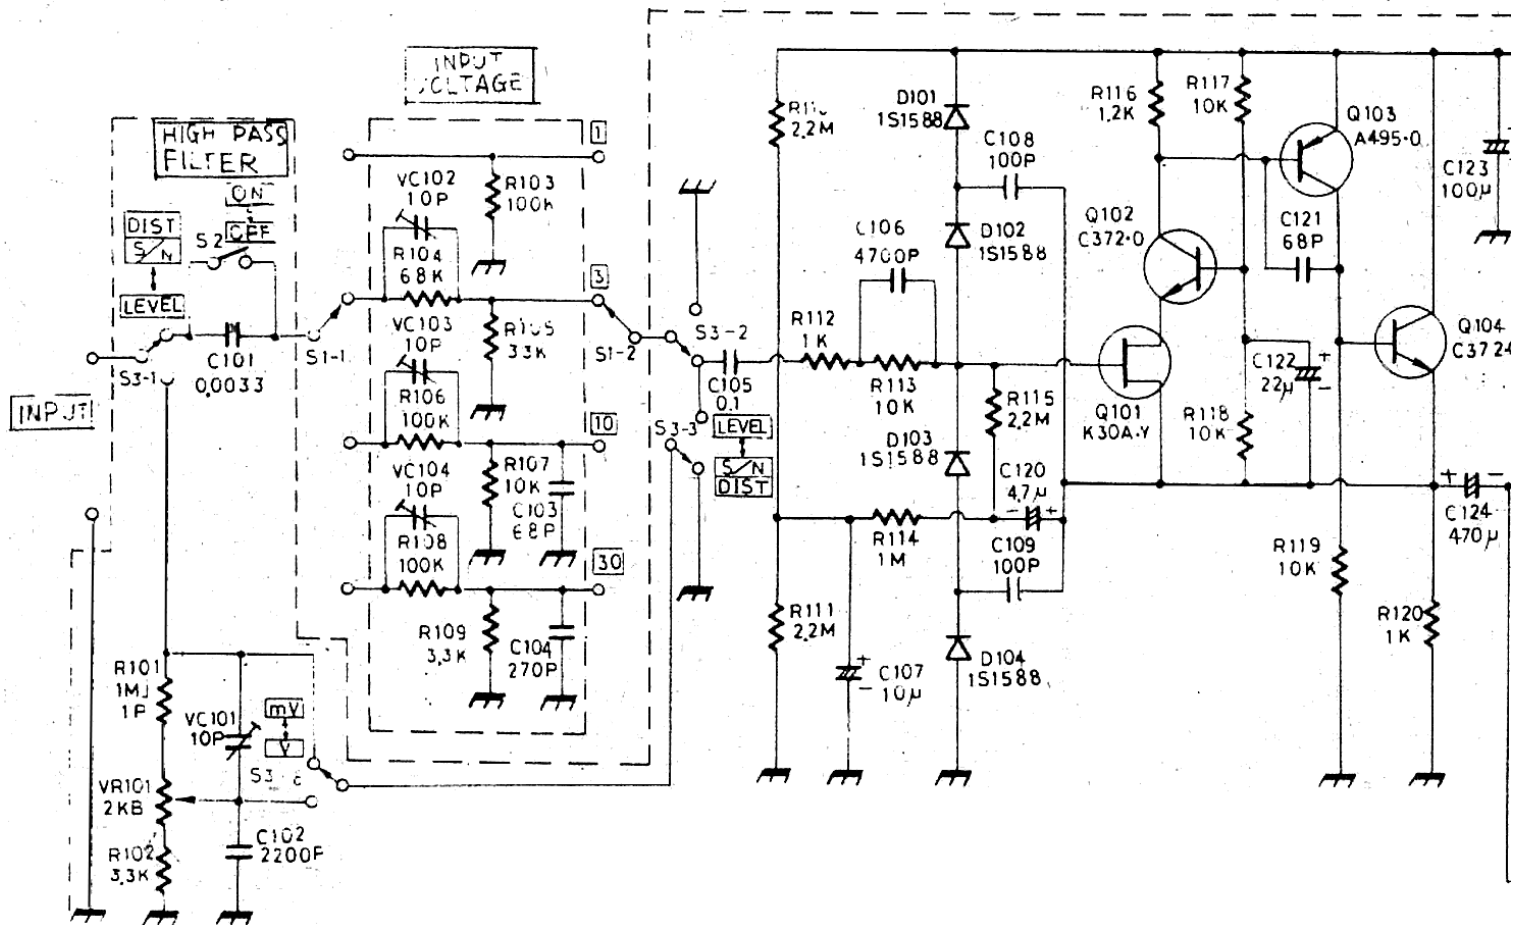 INPUT
HIGH PASS
FILTER
ON
OFF
DIST
S/N
LEVEL
S2
C101
0,0033
S3-1
S1-1
INPUT
VOLTAGE
1
VC102
10P
R103
100K
R104
68K
3
VC103
10P
R105
33K
R106
100K
10
VC104
10P
R107
10K
C103
68P
R108
100K
30
R109
3,3K
C104
270P
S1-2
S3-2
S3-3
C105
0.1
LEVEL
S/N
DIST
R101
1P
VC101
10P
mV
V
VR101
2KB
R102
3,3K
C102
2200P
2,2M
D101
1S1588
C108
100P
C106
4700P
D102
1S1588
R112
1K
R113
10K
D103
1S1588
R115
2,2M
C120
4,7μ
- +
R114
1M
C109
100P
R111
2,2M
+
-
C107
10μ
D104
1S1588
R116
1,2K
R117
10K
Q103
A495-0
Q102
C372-0
C121
68P
C123
100μ
Q104
C3724
Q101
K30A-Y
C122
22μ
+
-
R118
10K
+ -
C124
470μ
R119
10K
R120
1K